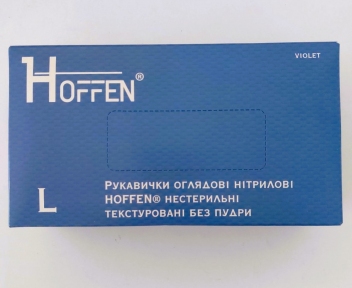 VIOLET
HOFFEN®
L
РУКАВИЧКИ ОГЛЯДОВІ НІТРИЛОВІ
HOFFEN® НЕСТЕРИЛЬНІ
ТЕКСТУРОВАНІ БЕЗ ПУДРИ